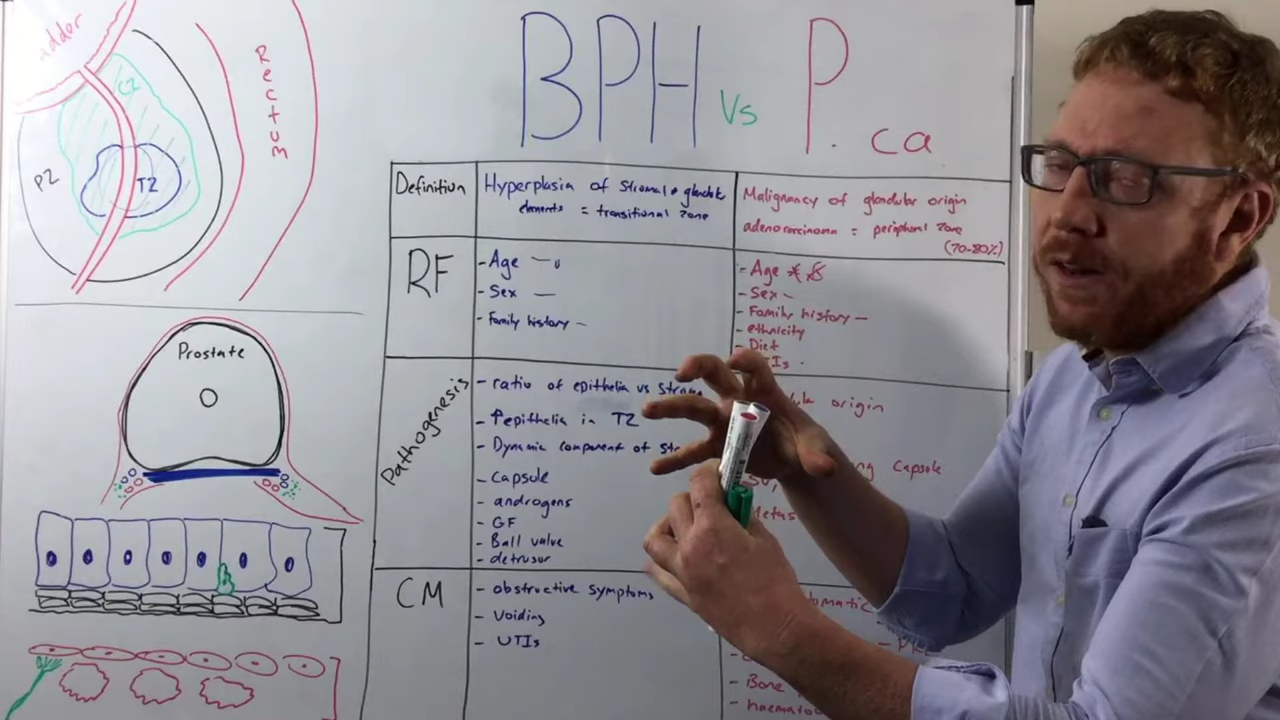 BPH vs P. ca
adder
Rectum
CZ
PZ
TZ
Prostate
Definition
Hyperplasia of stromal + glandular
elements = transitional zone
Malignancy of glandular origin
adenocarcinoma = peripheral zone
(70-80%)
RF
- Age
- Sex
- Family history -
- Age
- Sex -
- Family history -
- ethnicity
- Diet
Is
Pathogenesis
- ratio of epithelia vs
- ↑epithelia in TZ
- Dynamic component of
- capsule
- androgens
- GF
- Ball valve
- detrusor
origin
capsule
CM
- obstructive symptoms
- Voiding
- UTIs
- Bone